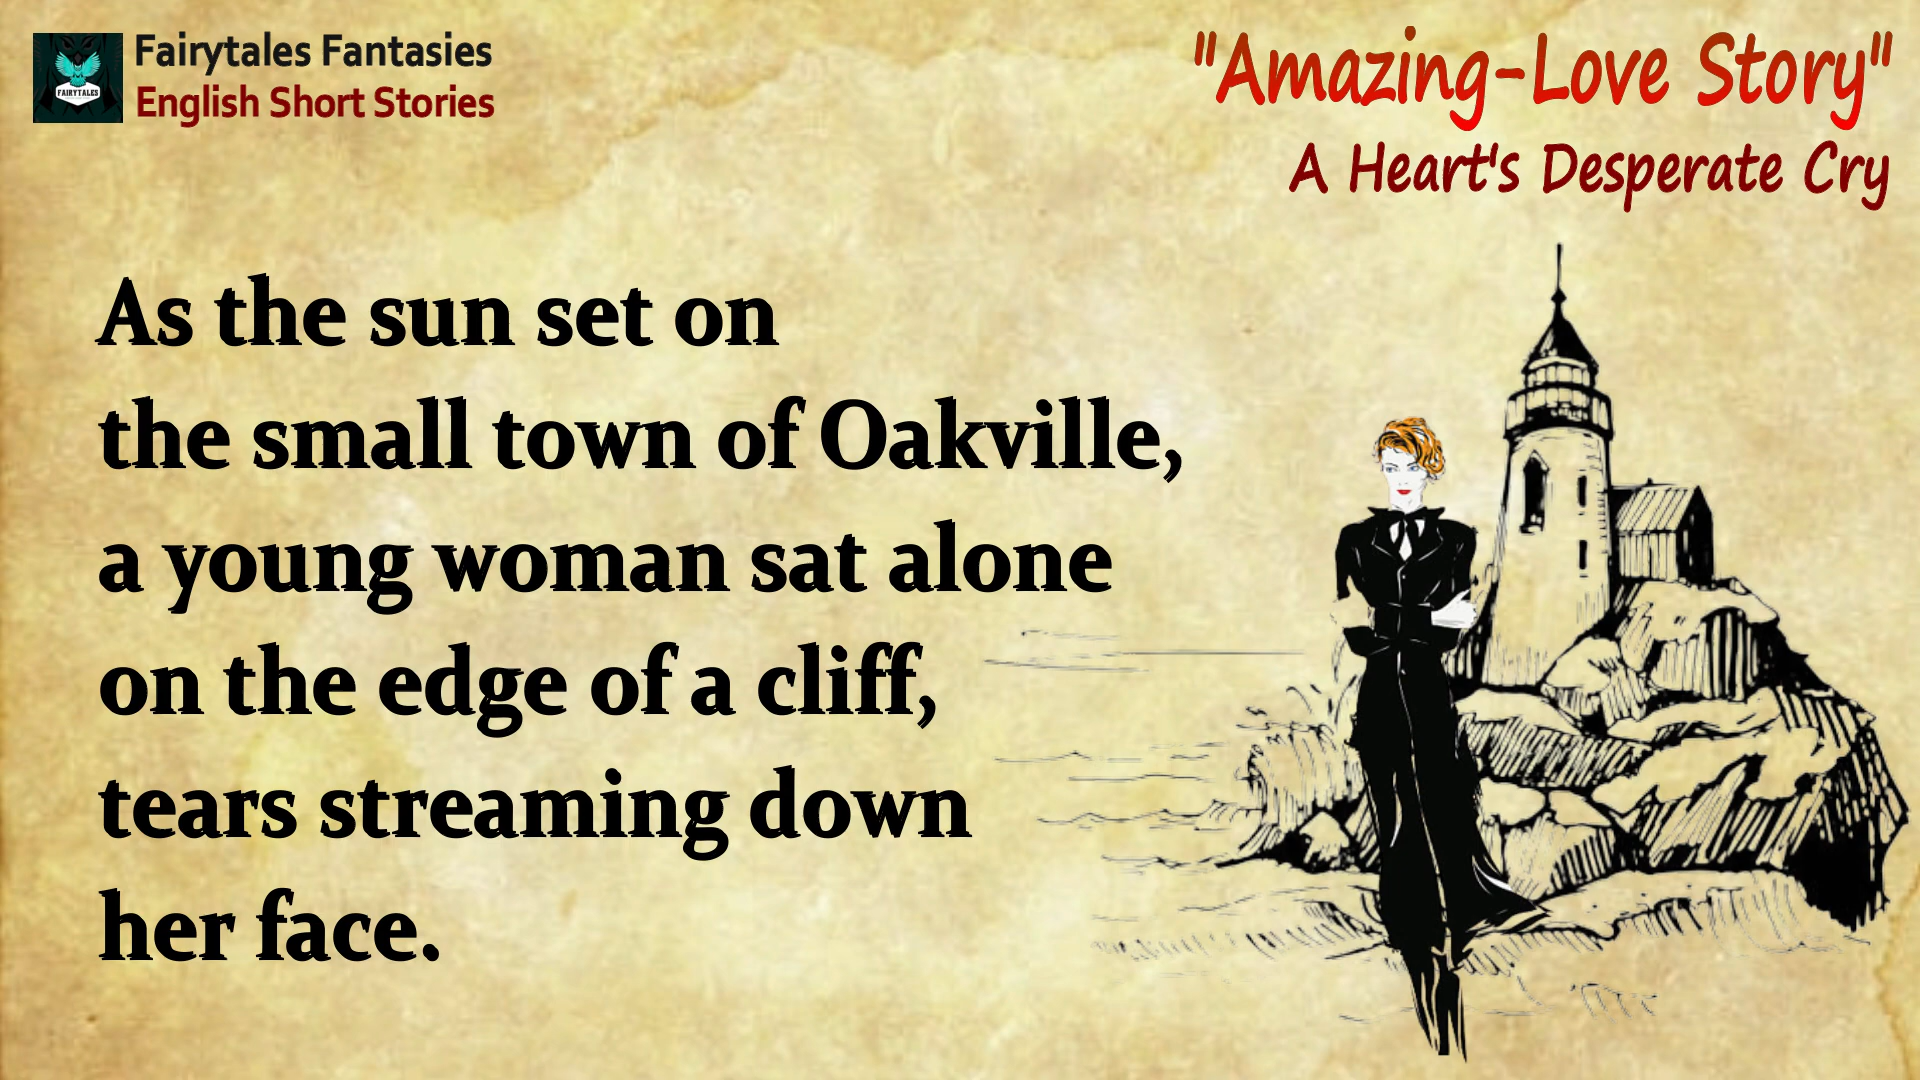 Fairytales Fantasies
English Short Stories
FAIRYTALES
"Amazing-Love Story"
A Heart's Desperate Cry
As the sun set on
the small town of Oakville,
a young woman sat alone
on the edge of a cliff,
tears streaming down
her face.